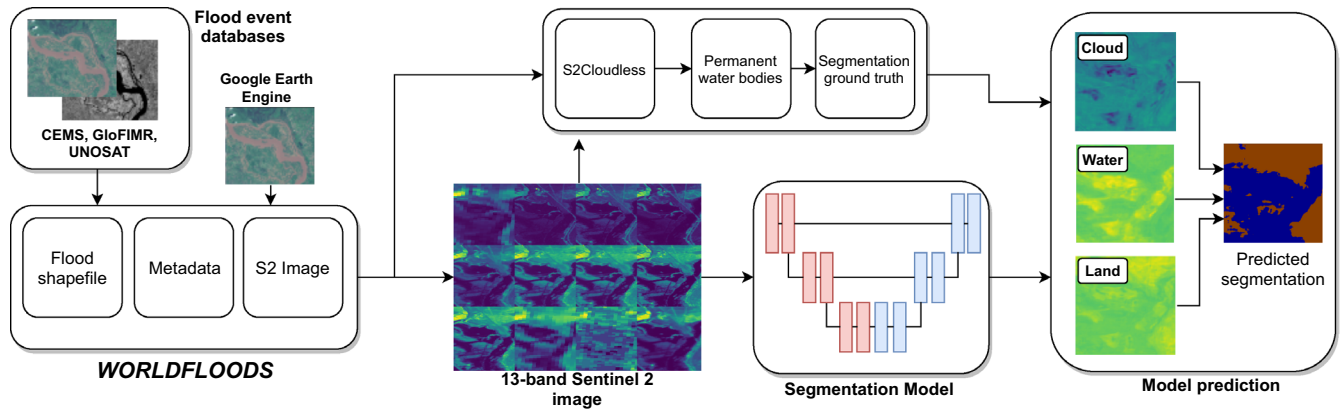 Flood event
databases
CEMS, GloFIMR,
UNOSAT
Google Earth
Engine
Flood
shapefile
Metadata
S2 Image
WORLDFLOODS
S2Cloudless
Permanent
water bodies
Segmentation
ground truth
13-band Sentinel 2
image
Segmentation Model
Cloud
Water
Land
Predicted
segmentation
Model prediction